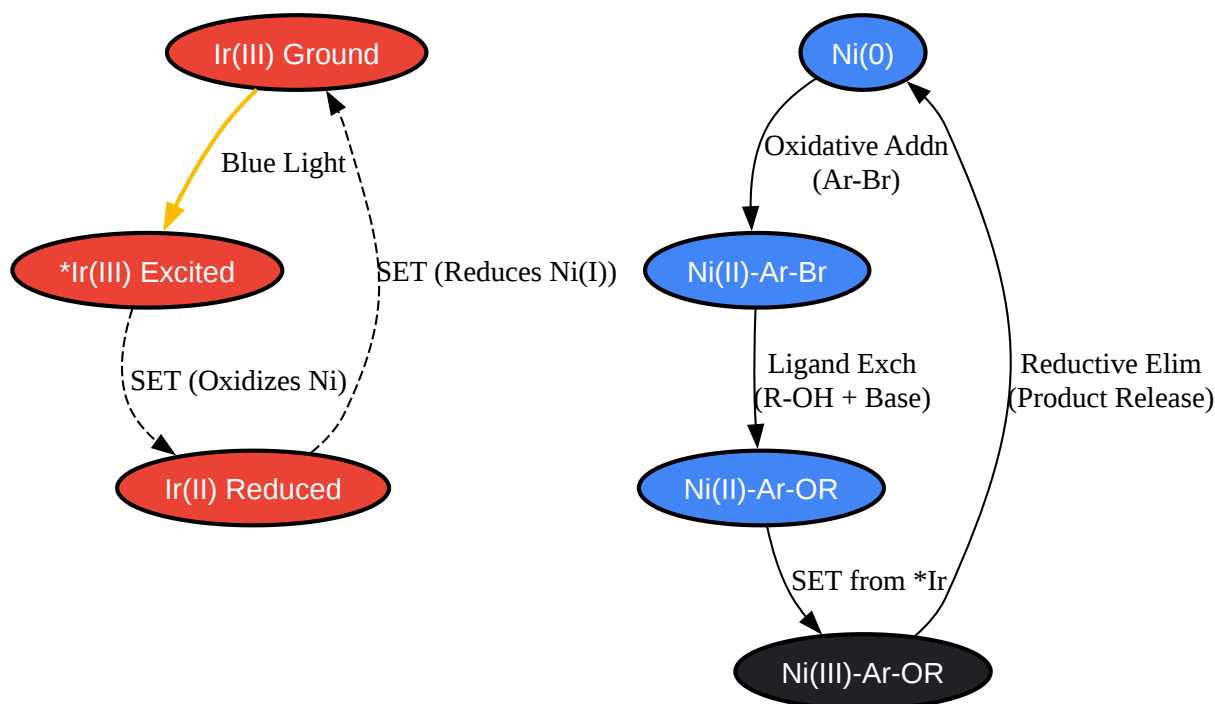 Ir(III) Ground
Blue Light
*Ir(III) Excited
SET (Reduces Ni(I))
SET (Oxidizes Ni)
Ir(II) Reduced
Ni(0)
Oxidative Addn
(Ar-Br)
Ni(II)-Ar-Br
Ligand Exch
(R-OH + Base)
Reductive Elim
(Product Release)
Ni(II)-Ar-OR
SET from *Ir
Ni(III)-Ar-OR